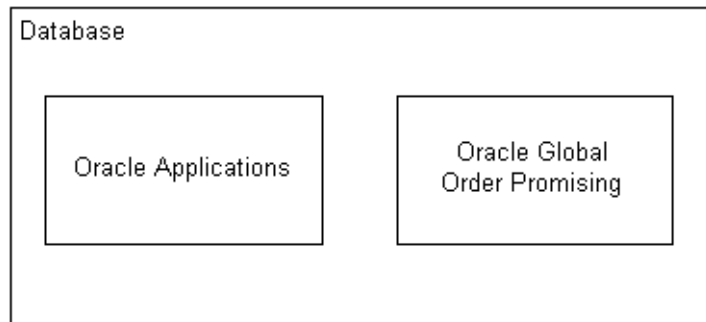 Database
Oracle Applications
Oracle Global
Order Promising